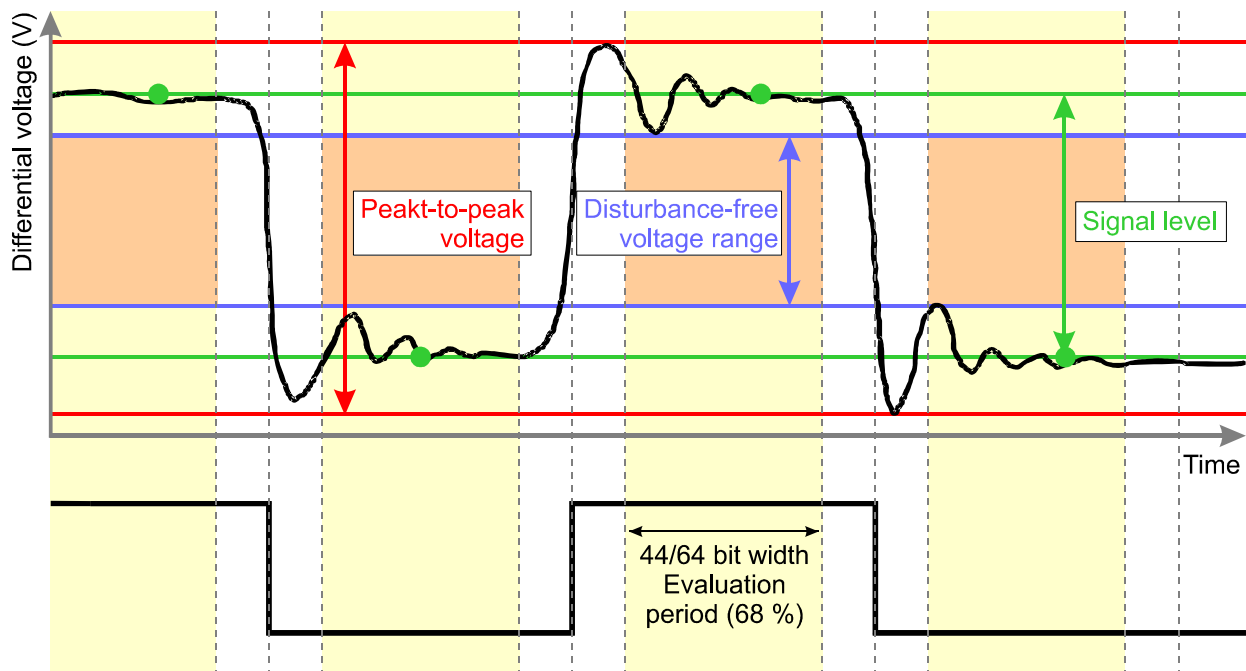 Differential voltage (V)
Peakt-to-peak
voltage
Disturbance-free
voltage range
Signal level
Time
44/64 bit width
Evaluation
period (68 %)